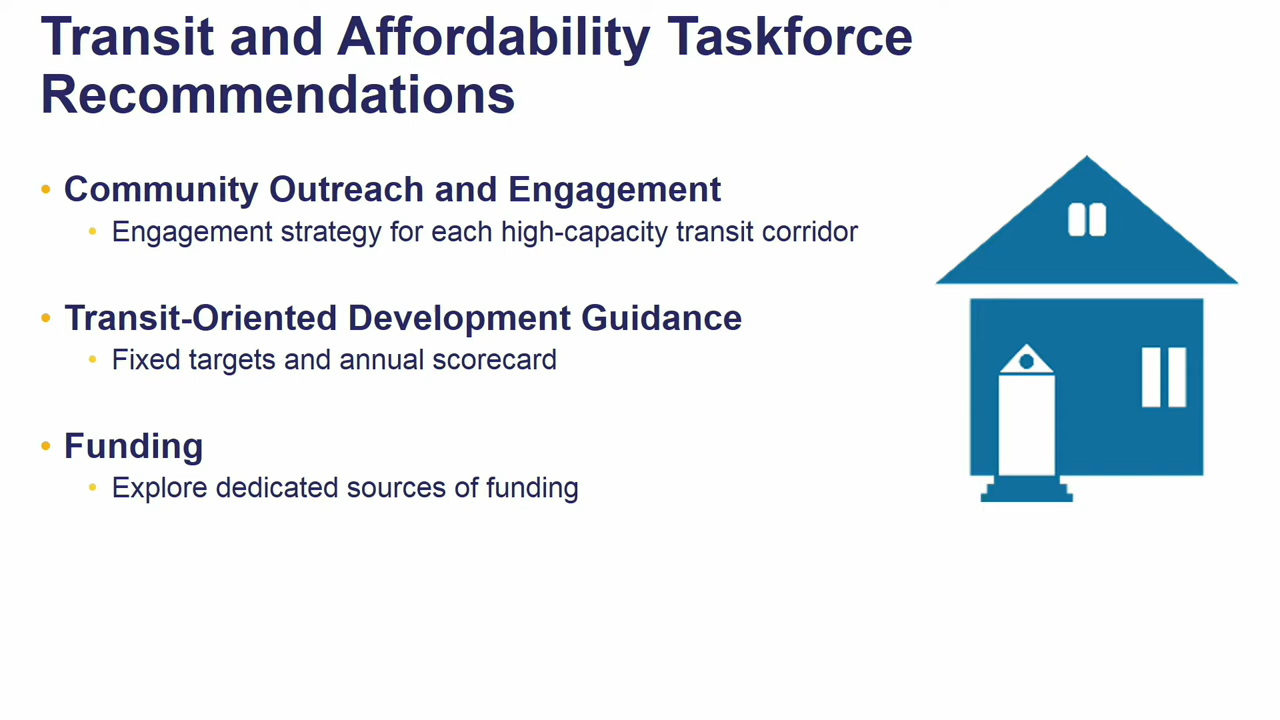 Transit and Affordability Taskforce
Recommendations
• Community Outreach and Engagement
• Engagement strategy for each high-capacity transit corridor
• Transit-Oriented Development Guidance
• Fixed targets and annual scorecard
• Funding
• Explore dedicated sources of funding